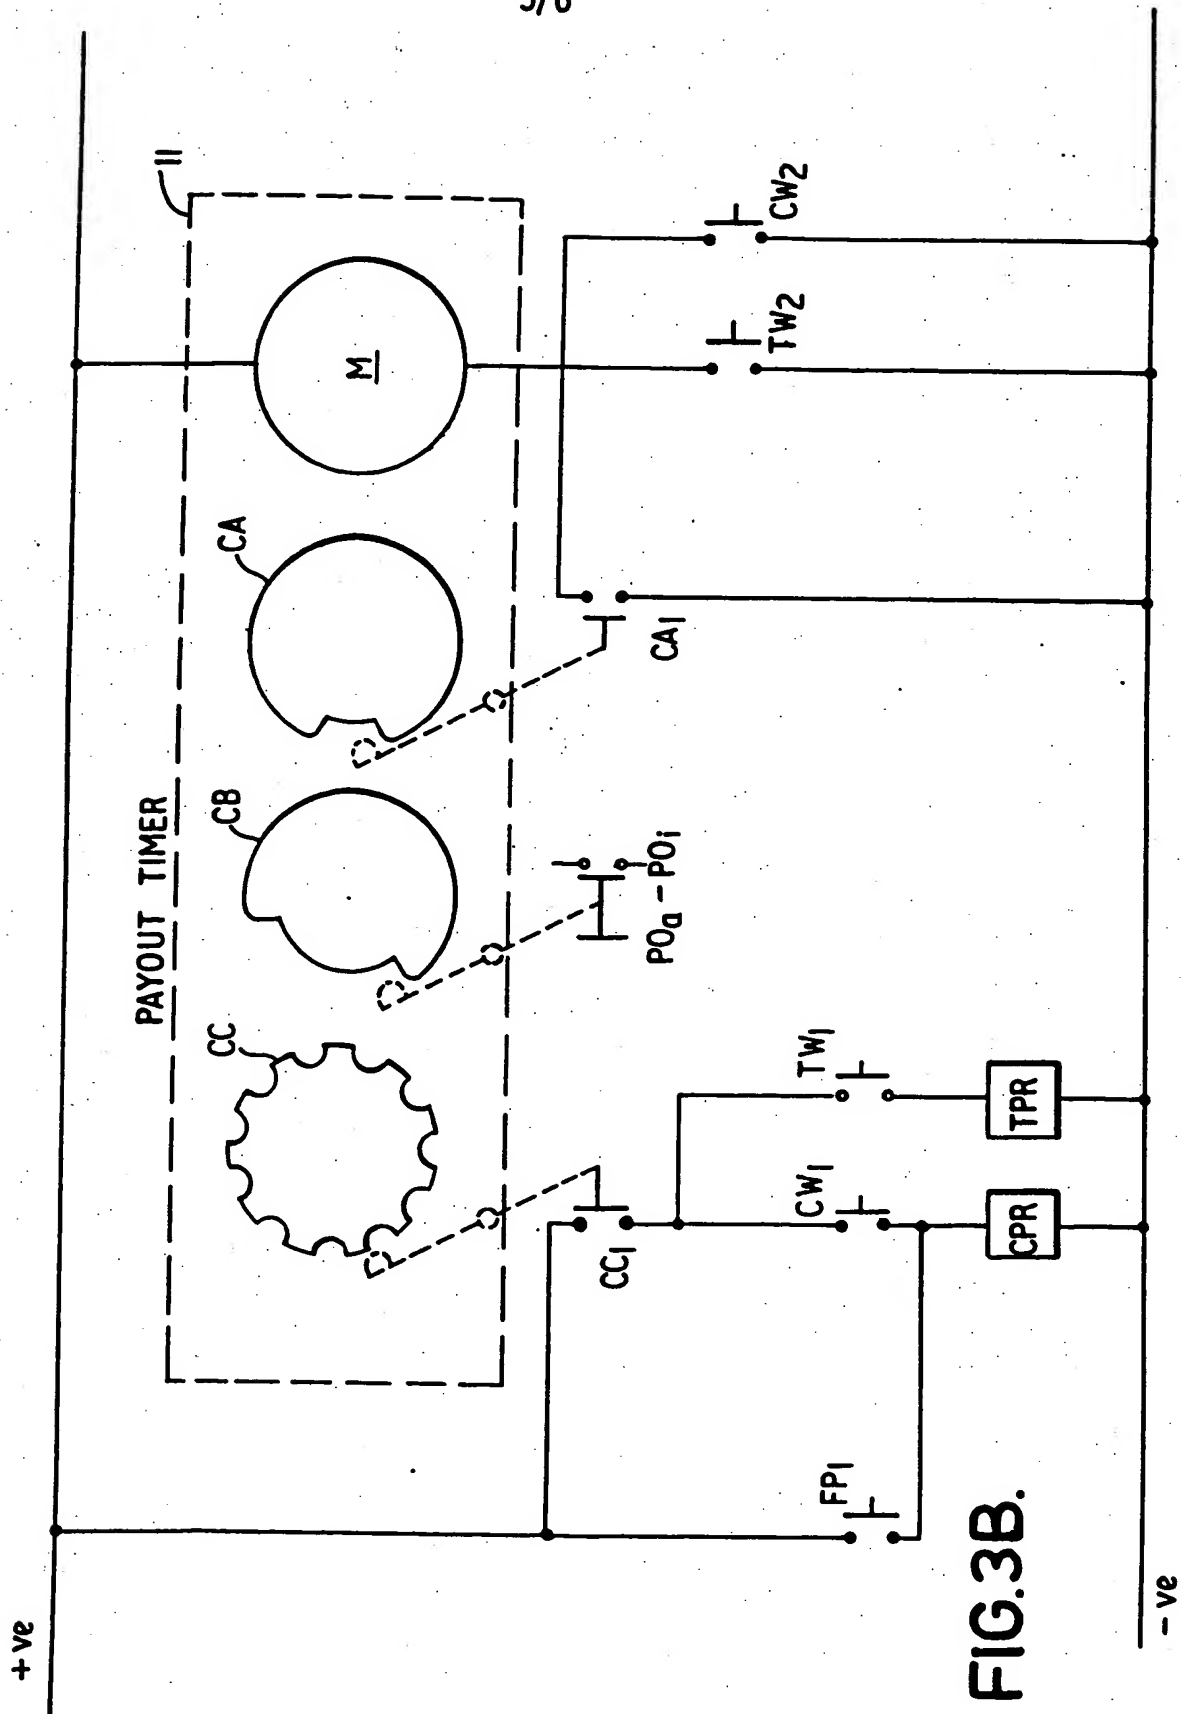 5/6
+ve
PAYOUT TIMER
11
CC
CB
CA
M
CC1
POa – POi
CA1
FP1
CW1
TW1
TW2
CW2
CPR
TPR
-ve
FIG.3B.